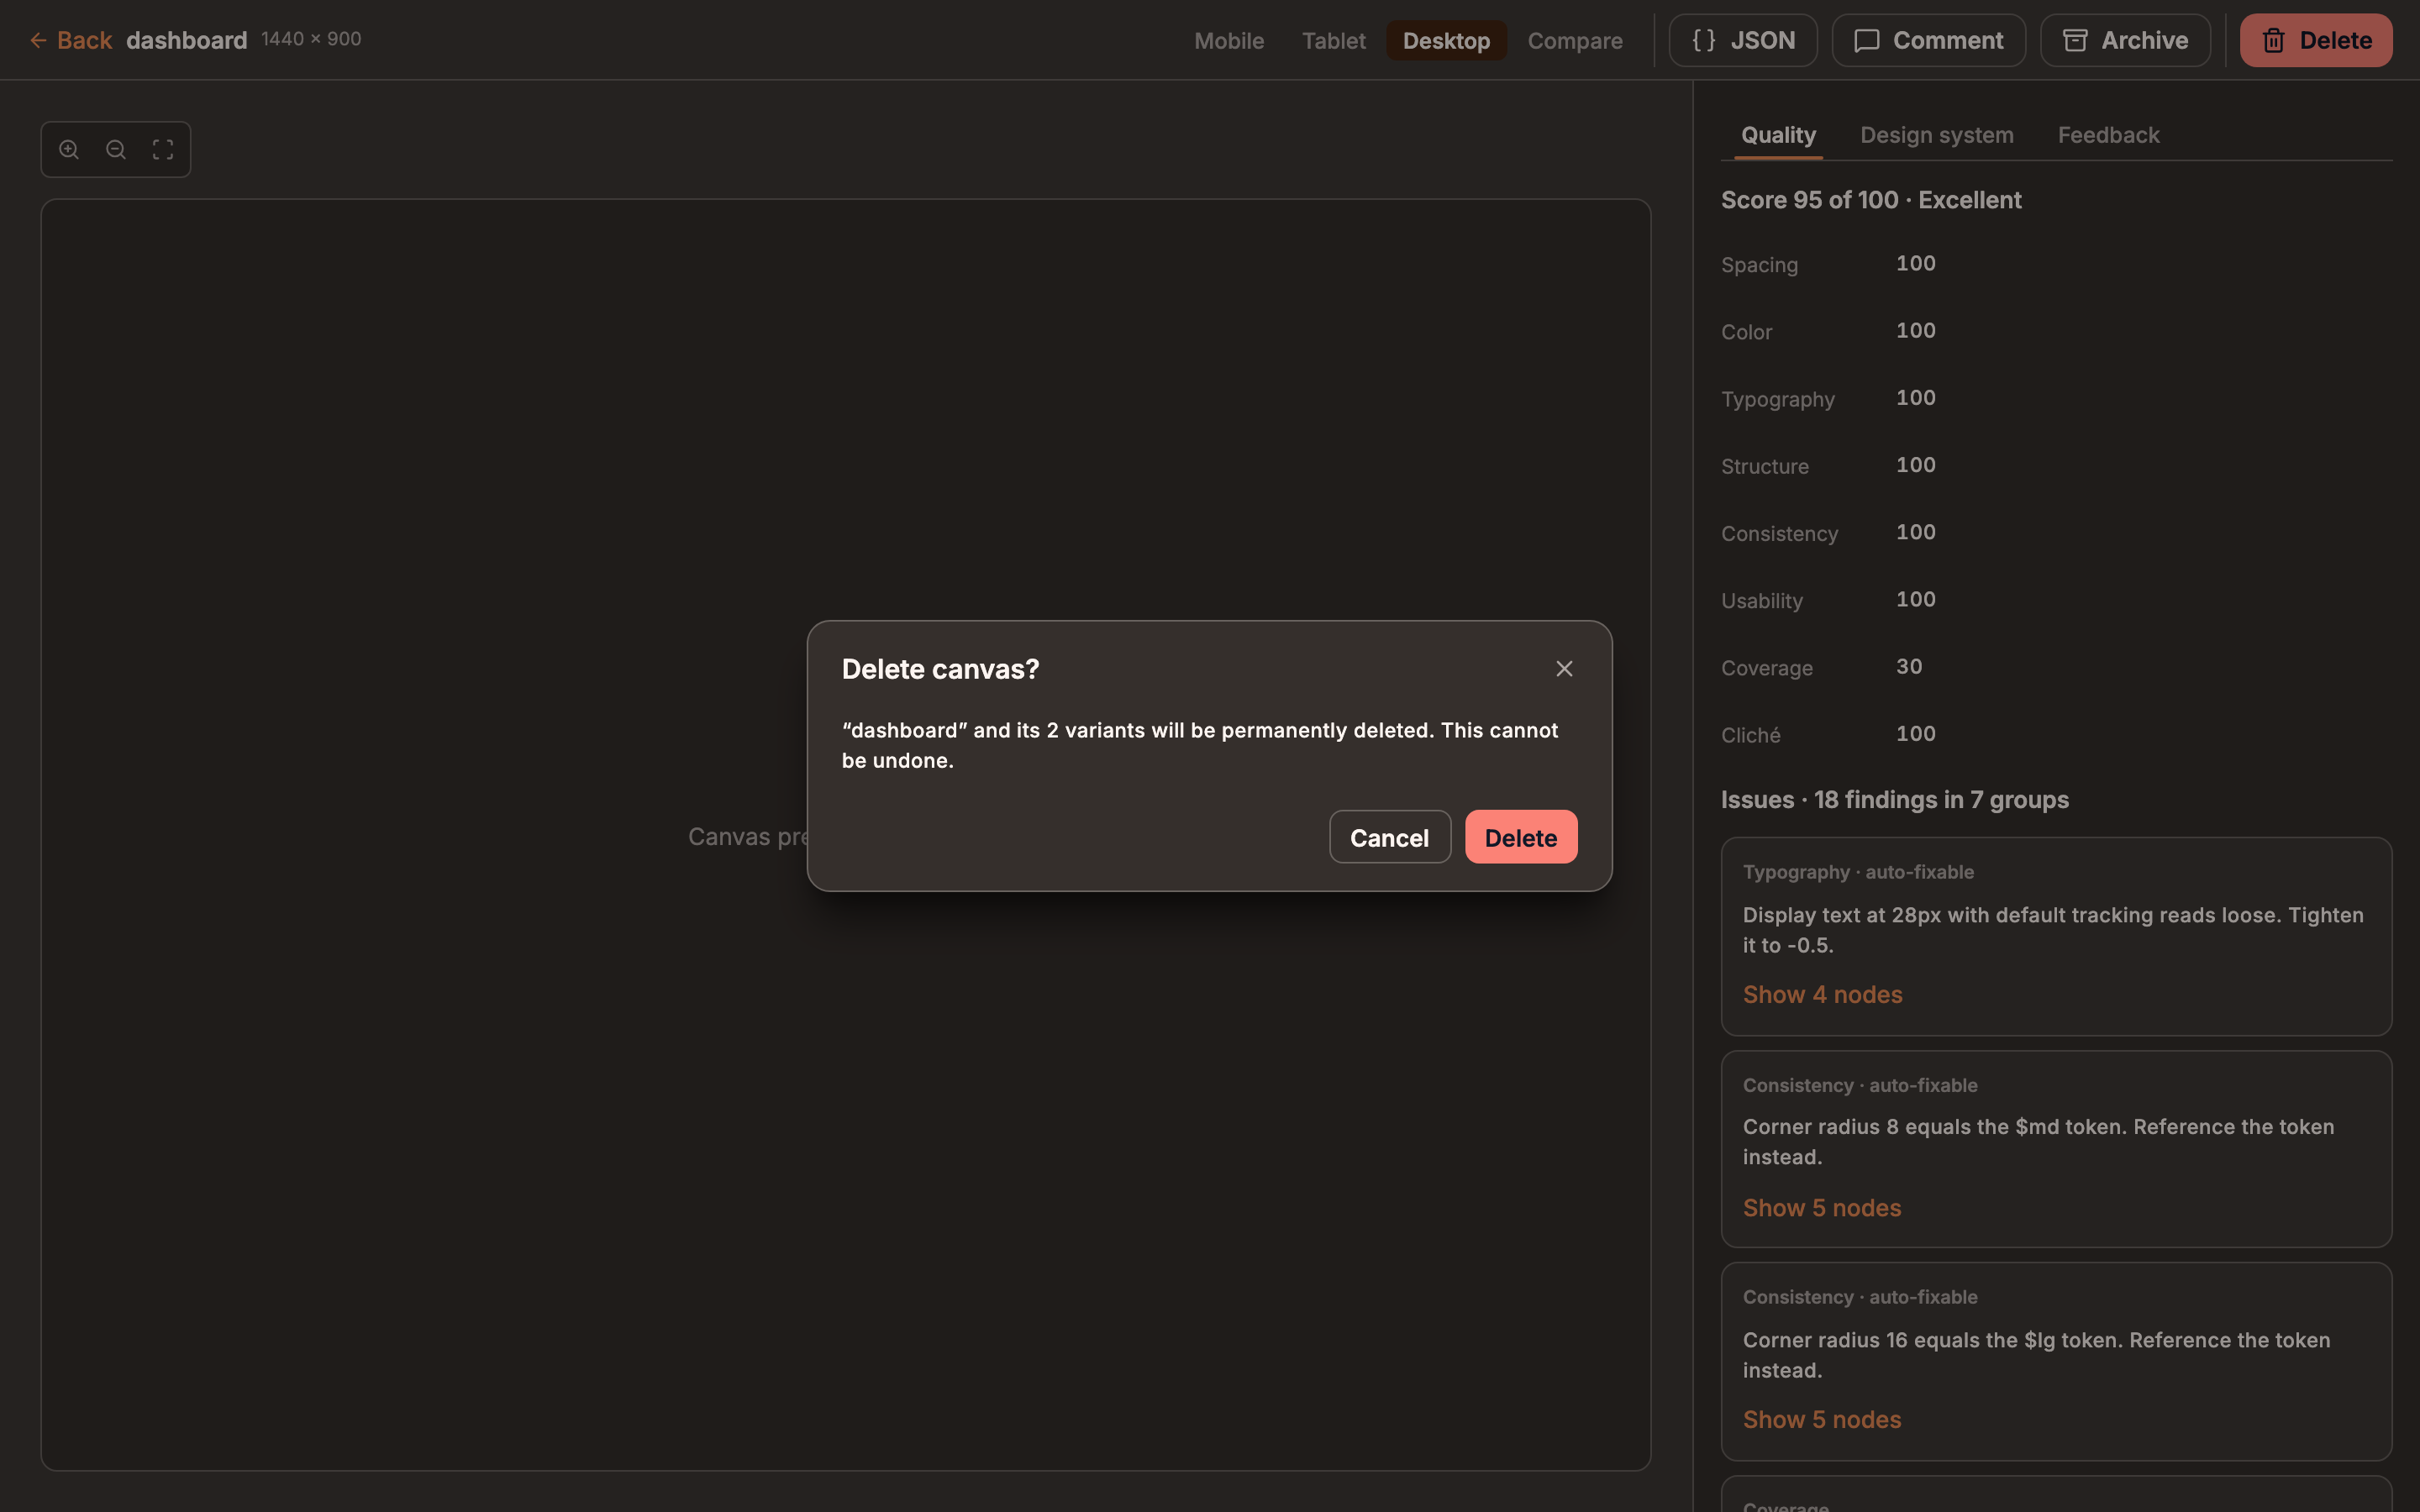 Back dashboard 1440 × 900
Mobile Tablet Desktop Compare
JSON Comment Archive Delete
Quality Design system Feedback
Score 95 of 100 · Excellent
Spacing 100
Color 100
Typography 100
Structure 100
Consistency 100
Usability 100
Coverage 30
Cliché 100
Issues · 18 findings in 7 groups
Typography · auto-fixable
Display text at 28px with default tracking reads loose. Tighten
it to -0.5.
Show 4 nodes
Consistency · auto-fixable
Corner radius 8 equals the $md token. Reference the token
instead.
Show 5 nodes
Consistency · auto-fixable
Corner radius 16 equals the $lg token. Reference the token
instead.
Show 5 nodes
Coverage
Canvas
Delete canvas?
“dashboard” and its 2 variants will be permanently deleted. This cannot
be undone.
Cancel Delete